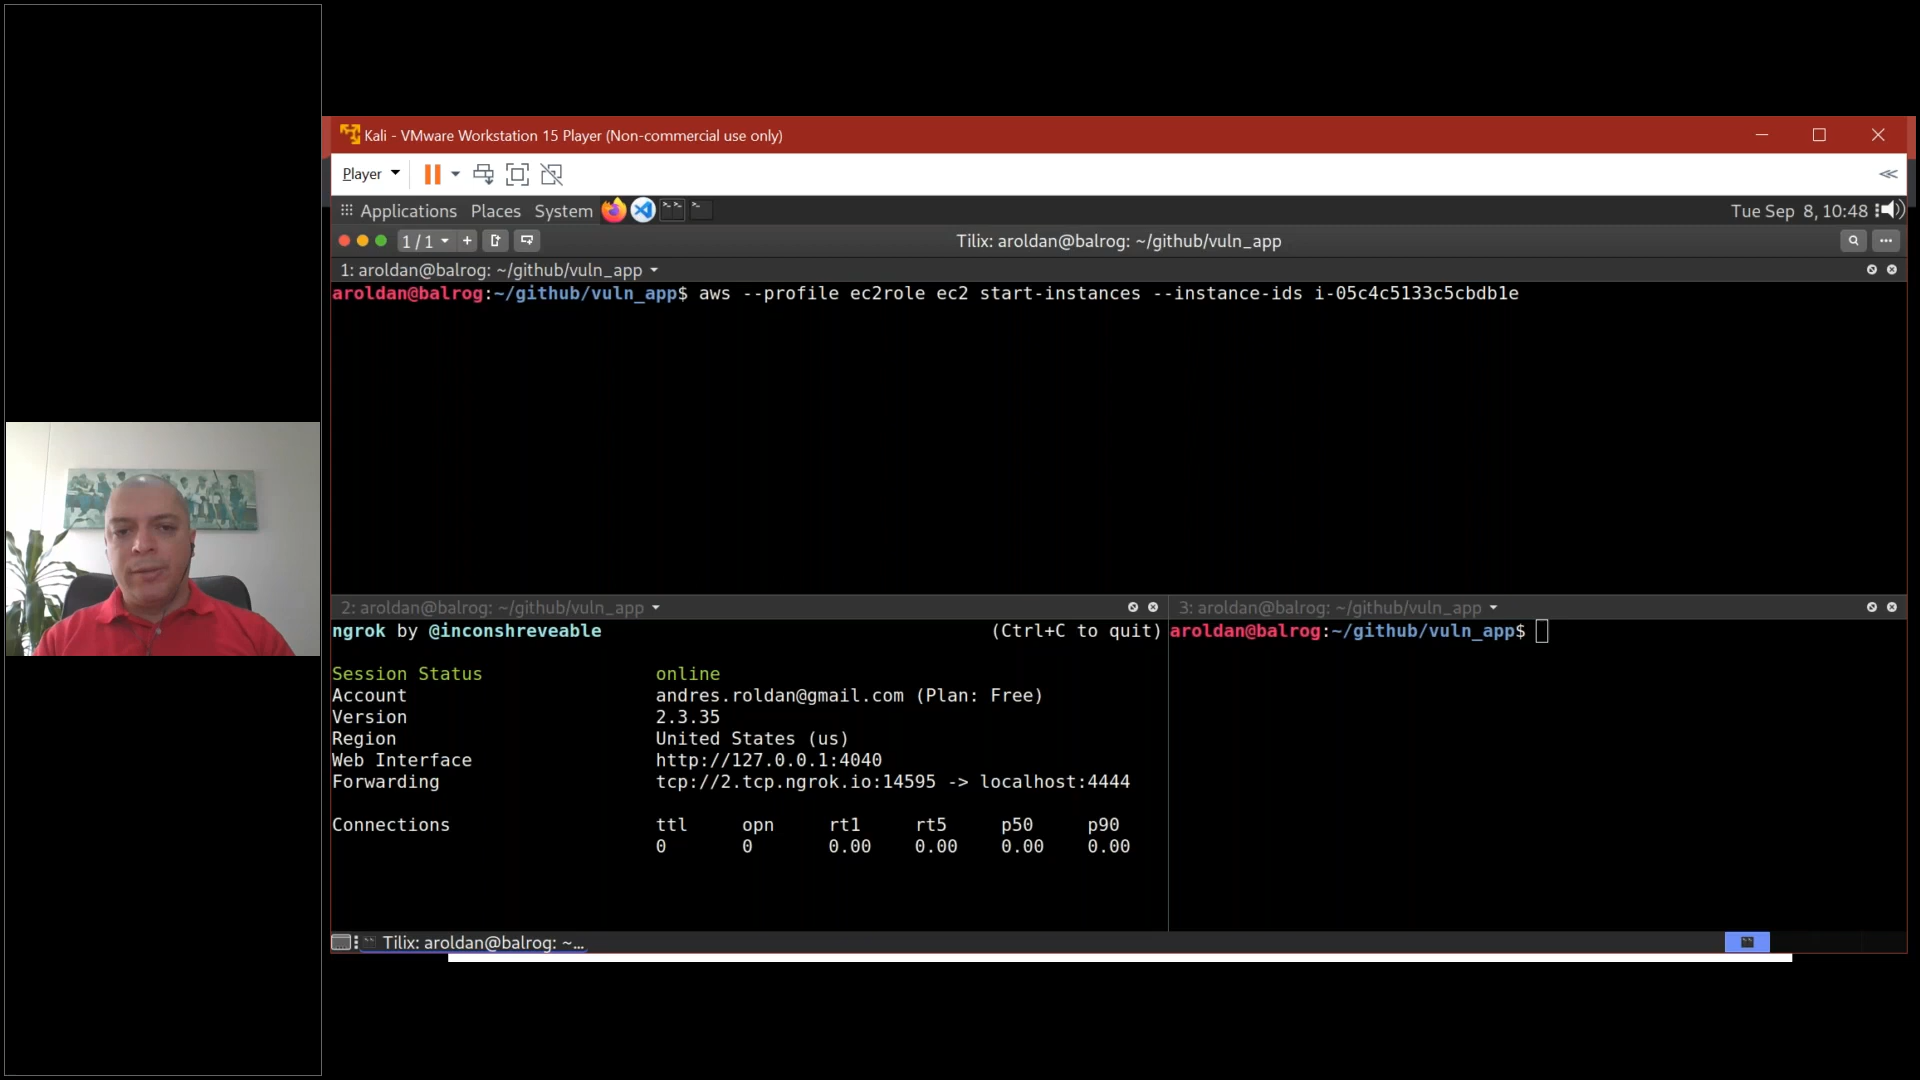 Kali - VMware Workstation 15 Player (Non-commercial use only)
Player
Applications Places System
Tue Sep 8, 10:48
1 / 1
Tilix: aroldan@balrog: ~/github/vuln_app
1: aroldan@balrog: ~/github/vuln_app
aroldan@balrog:~/github/vuln_app$ aws --profile ec2role ec2 start-instances --instance-ids i-05c4c5133c5cbdb1e
2: aroldan@balrog: ~/github/vuln_app
ngrok by @inconshreveable (Ctrl+C to quit)
Session Status online
Account andres.roldan@gmail.com (Plan: Free)
Version 2.3.35
Region United States (us)
Web Interface http://127.0.0.1:4040
Forwarding tcp://2.tcp.ngrok.io:14595 -> localhost:4444
Connections ttl opn rt1 rt5 p50 p90
0 0 0.00 0.00 0.00 0.00
3: aroldan@balrog: ~/github/vuln_app
aroldan@balrog:~/github/vuln_app$
Tilix: aroldan@balrog: ~...